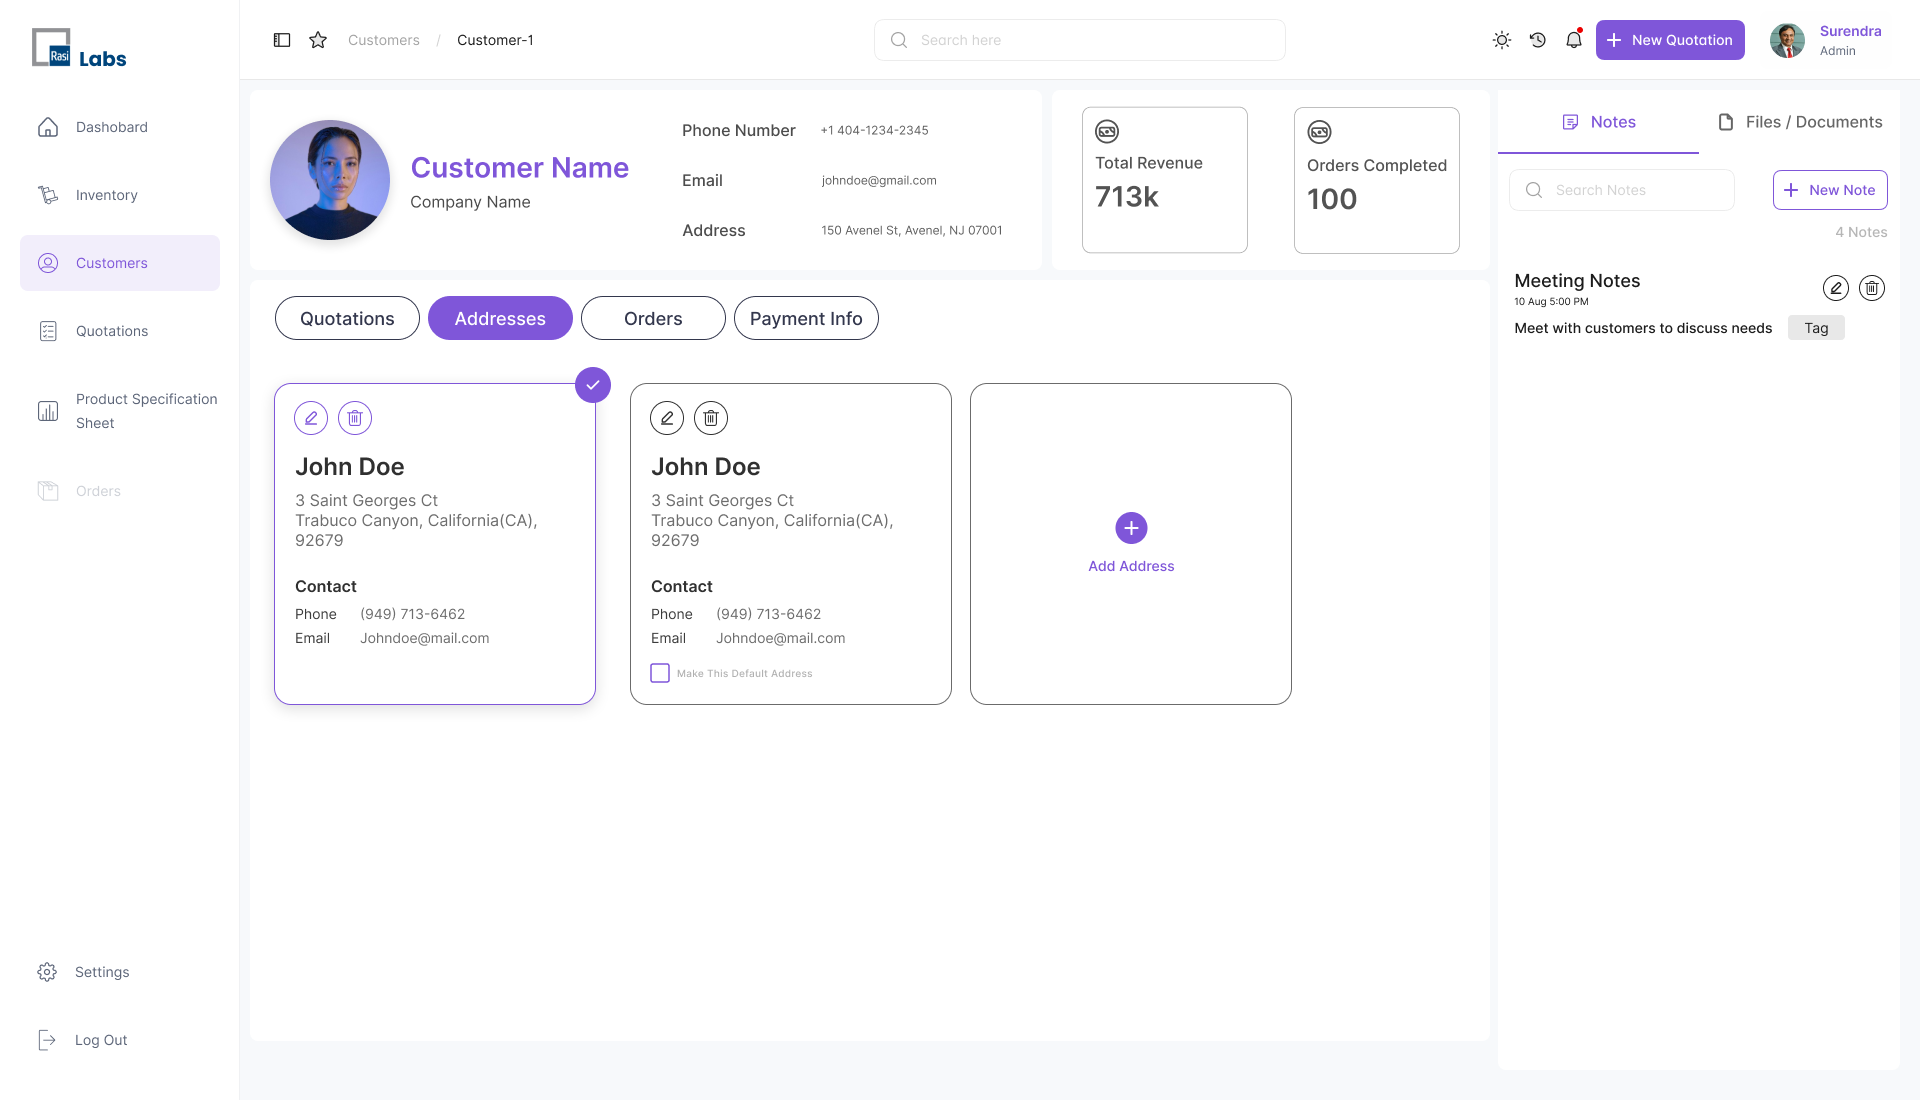 Rasi Labs
Dashobard
Inventory
Customers
Quotations
Product Specification
Sheet
Orders
Settings
Log Out
Customers / Customer-1
Search here
New Quotation
Surendra
Admin
Customer Name
Company Name
Phone Number +1 404-1234-2345
Email johndoe@gmail.com
Address 150 Avenel St, Avenel, NJ 07001
Total Revenue
713k
Orders Completed
100
Quotations
Addresses
Orders
Payment Info
John Doe
3 Saint Georges Ct
Trabuco Canyon, California(CA),
92679
Contact
Phone (949) 713-6462
Email Johndoe@mail.com
John Doe
3 Saint Georges Ct
Trabuco Canyon, California(CA),
92679
Contact
Phone (949) 713-6462
Email Johndoe@mail.com
Make This Default Address
Add Address
Notes
Files / Documents
Search Notes
New Note
4 Notes
Meeting Notes
10 Aug 5:00 PM
Meet with customers to discuss needs
Tag